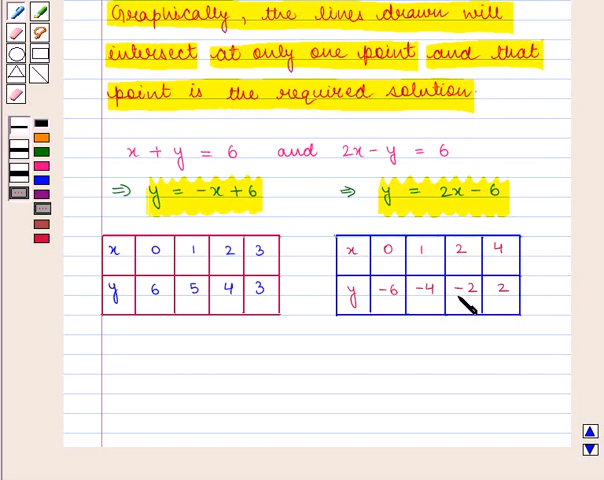 Graphically, the lines drawn will
intersect at only one point and that
point is the required solution.
x + y = 6 and 2x - y = 6
⇒ y = -x + 6 ⇒ y = 2x - 6
x 0 1 2 3
y 6 5 4 3
x 0 1 2 4
y -6 -4 -2 2